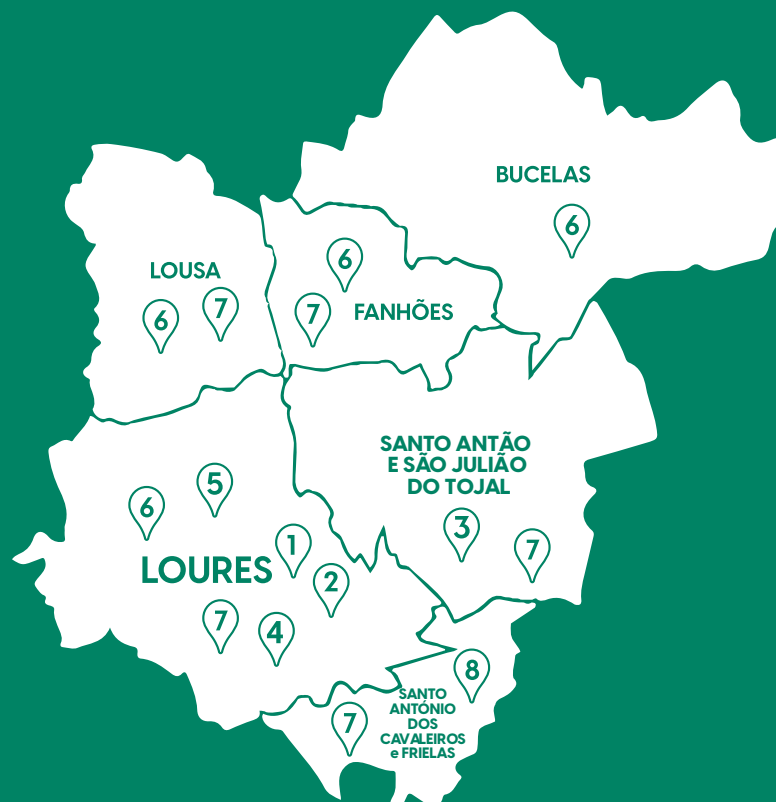 BUCELAS
6
LOUSA
6
7
6
7
FANHÕES
SANTO ANTÃO
E SÃO JULIÃO
DO TOJAL
3
7
5
6
1
LOURES
2
7
4
8
SANTO
ANTÓNIO
DOS
CAVALEIROS
e FRIELAS
7